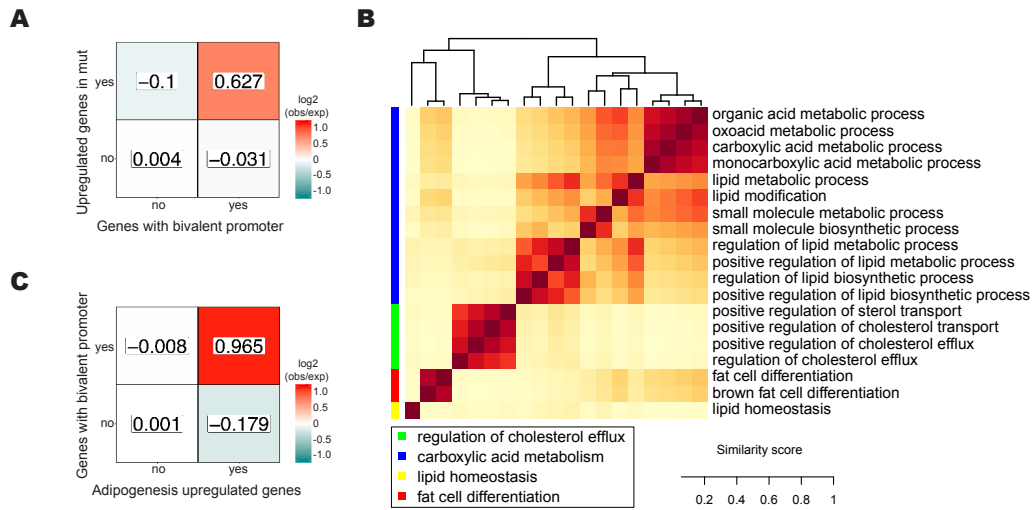 A
Upregulated genes in mut
yes
no
−0.1
0.627
0.004
−0.031
no
yes
Genes with bivalent promoter
log2
(obs/exp)
1.0
0.5
0
-0.5
-1.0
B
organic acid metabolic process
oxoacid metabolic process
carboxylic acid metabolic process
monocarboxylic acid metabolic process
lipid metabolic process
lipid modification
small molecule metabolic process
small molecule biosynthetic process
regulation of lipid metabolic process
positive regulation of lipid metabolic process
regulation of lipid biosynthetic process
positive regulation of lipid biosynthetic process
positive regulation of sterol transport
positive regulation of cholesterol transport
positive regulation of cholesterol efflux
regulation of cholesterol efflux
fat cell differentiation
brown fat cell differentiation
lipid homeostasis
regulation of cholesterol efflux
carboxylic acid metabolism
lipid homeostasis
fat cell differentiation
Similarity score
0.2 0.4 0.6 0.8 1
C
Genes with bivalent promoter
yes
no
−0.008
0.965
0.001
−0.179
no
yes
Adipogenesis upregulated genes
log2
(obs/exp)
1.0
0.5
0
-0.5
-1.0